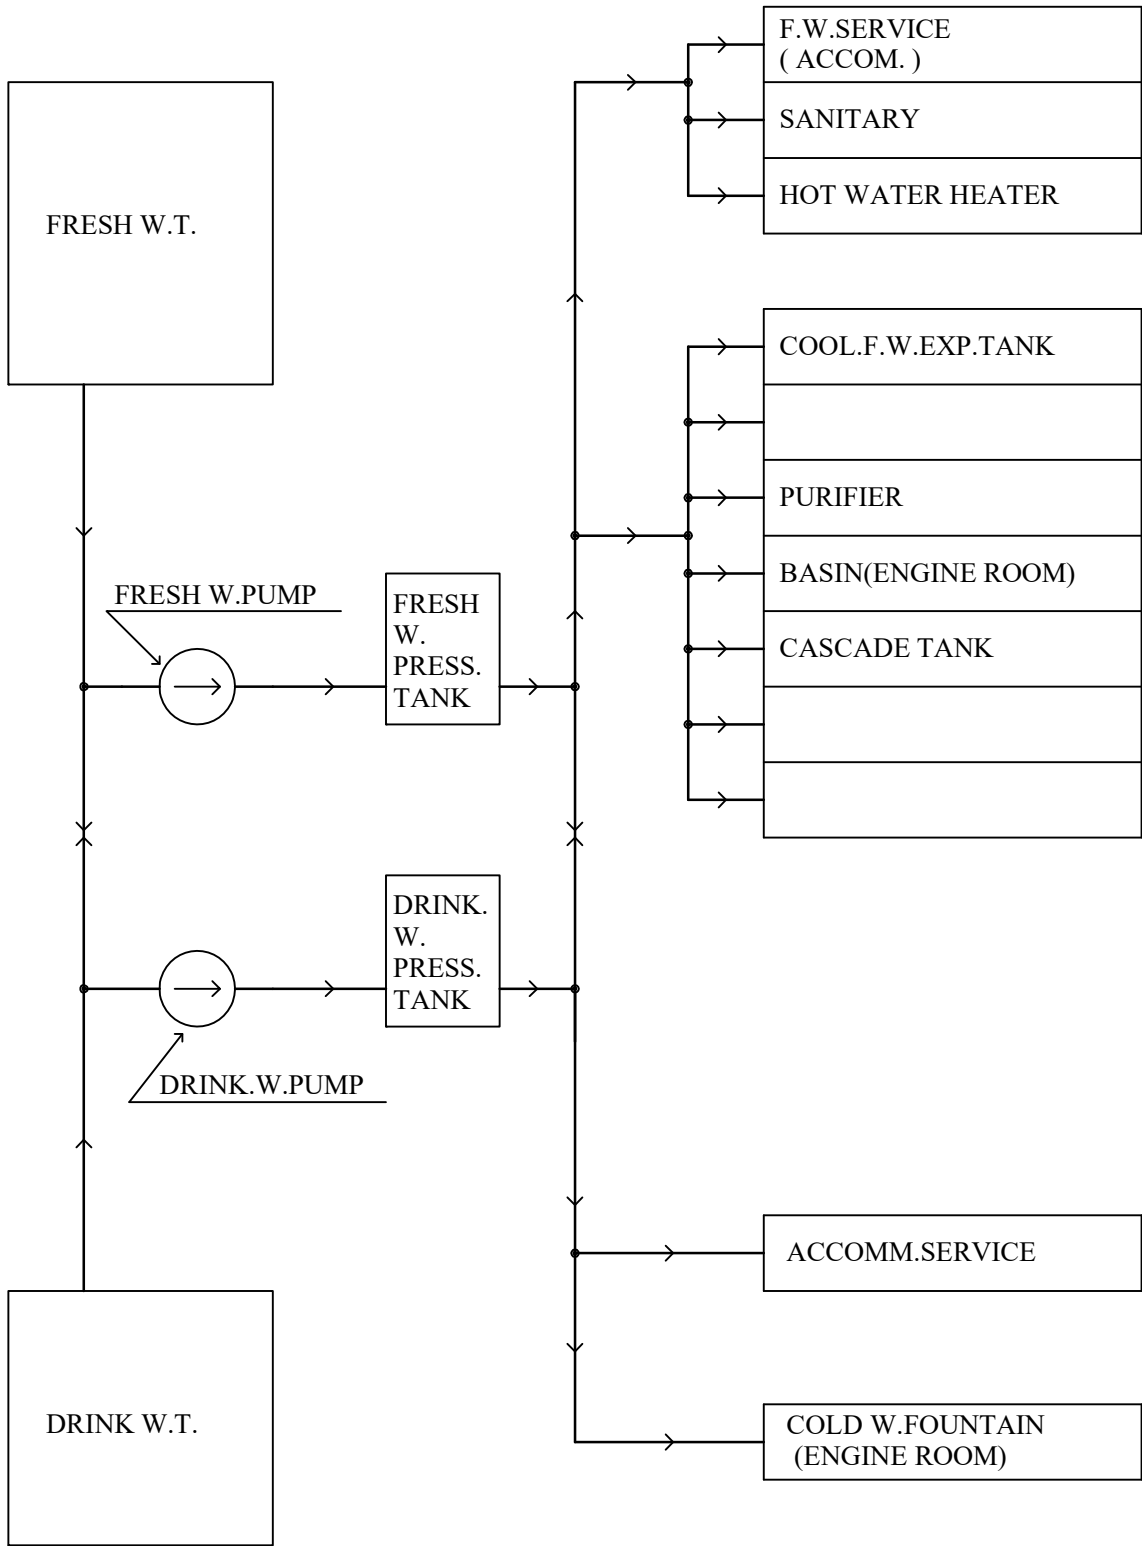 F.W.SERVICE
( ACCOM. )
SANITARY
HOT WATER HEATER
FRESH W.T.
COOL.F.W.EXP.TANK
PURIFIER
BASIN(ENGINE ROOM)
CASCADE TANK
FRESH W.PUMP
FRESH
W.
PRESS.
TANK
DRINK.
W.
PRESS.
TANK
DRINK.W.PUMP
ACCOMM.SERVICE
DRINK W.T.
COLD W.FOUNTAIN
(ENGINE ROOM)